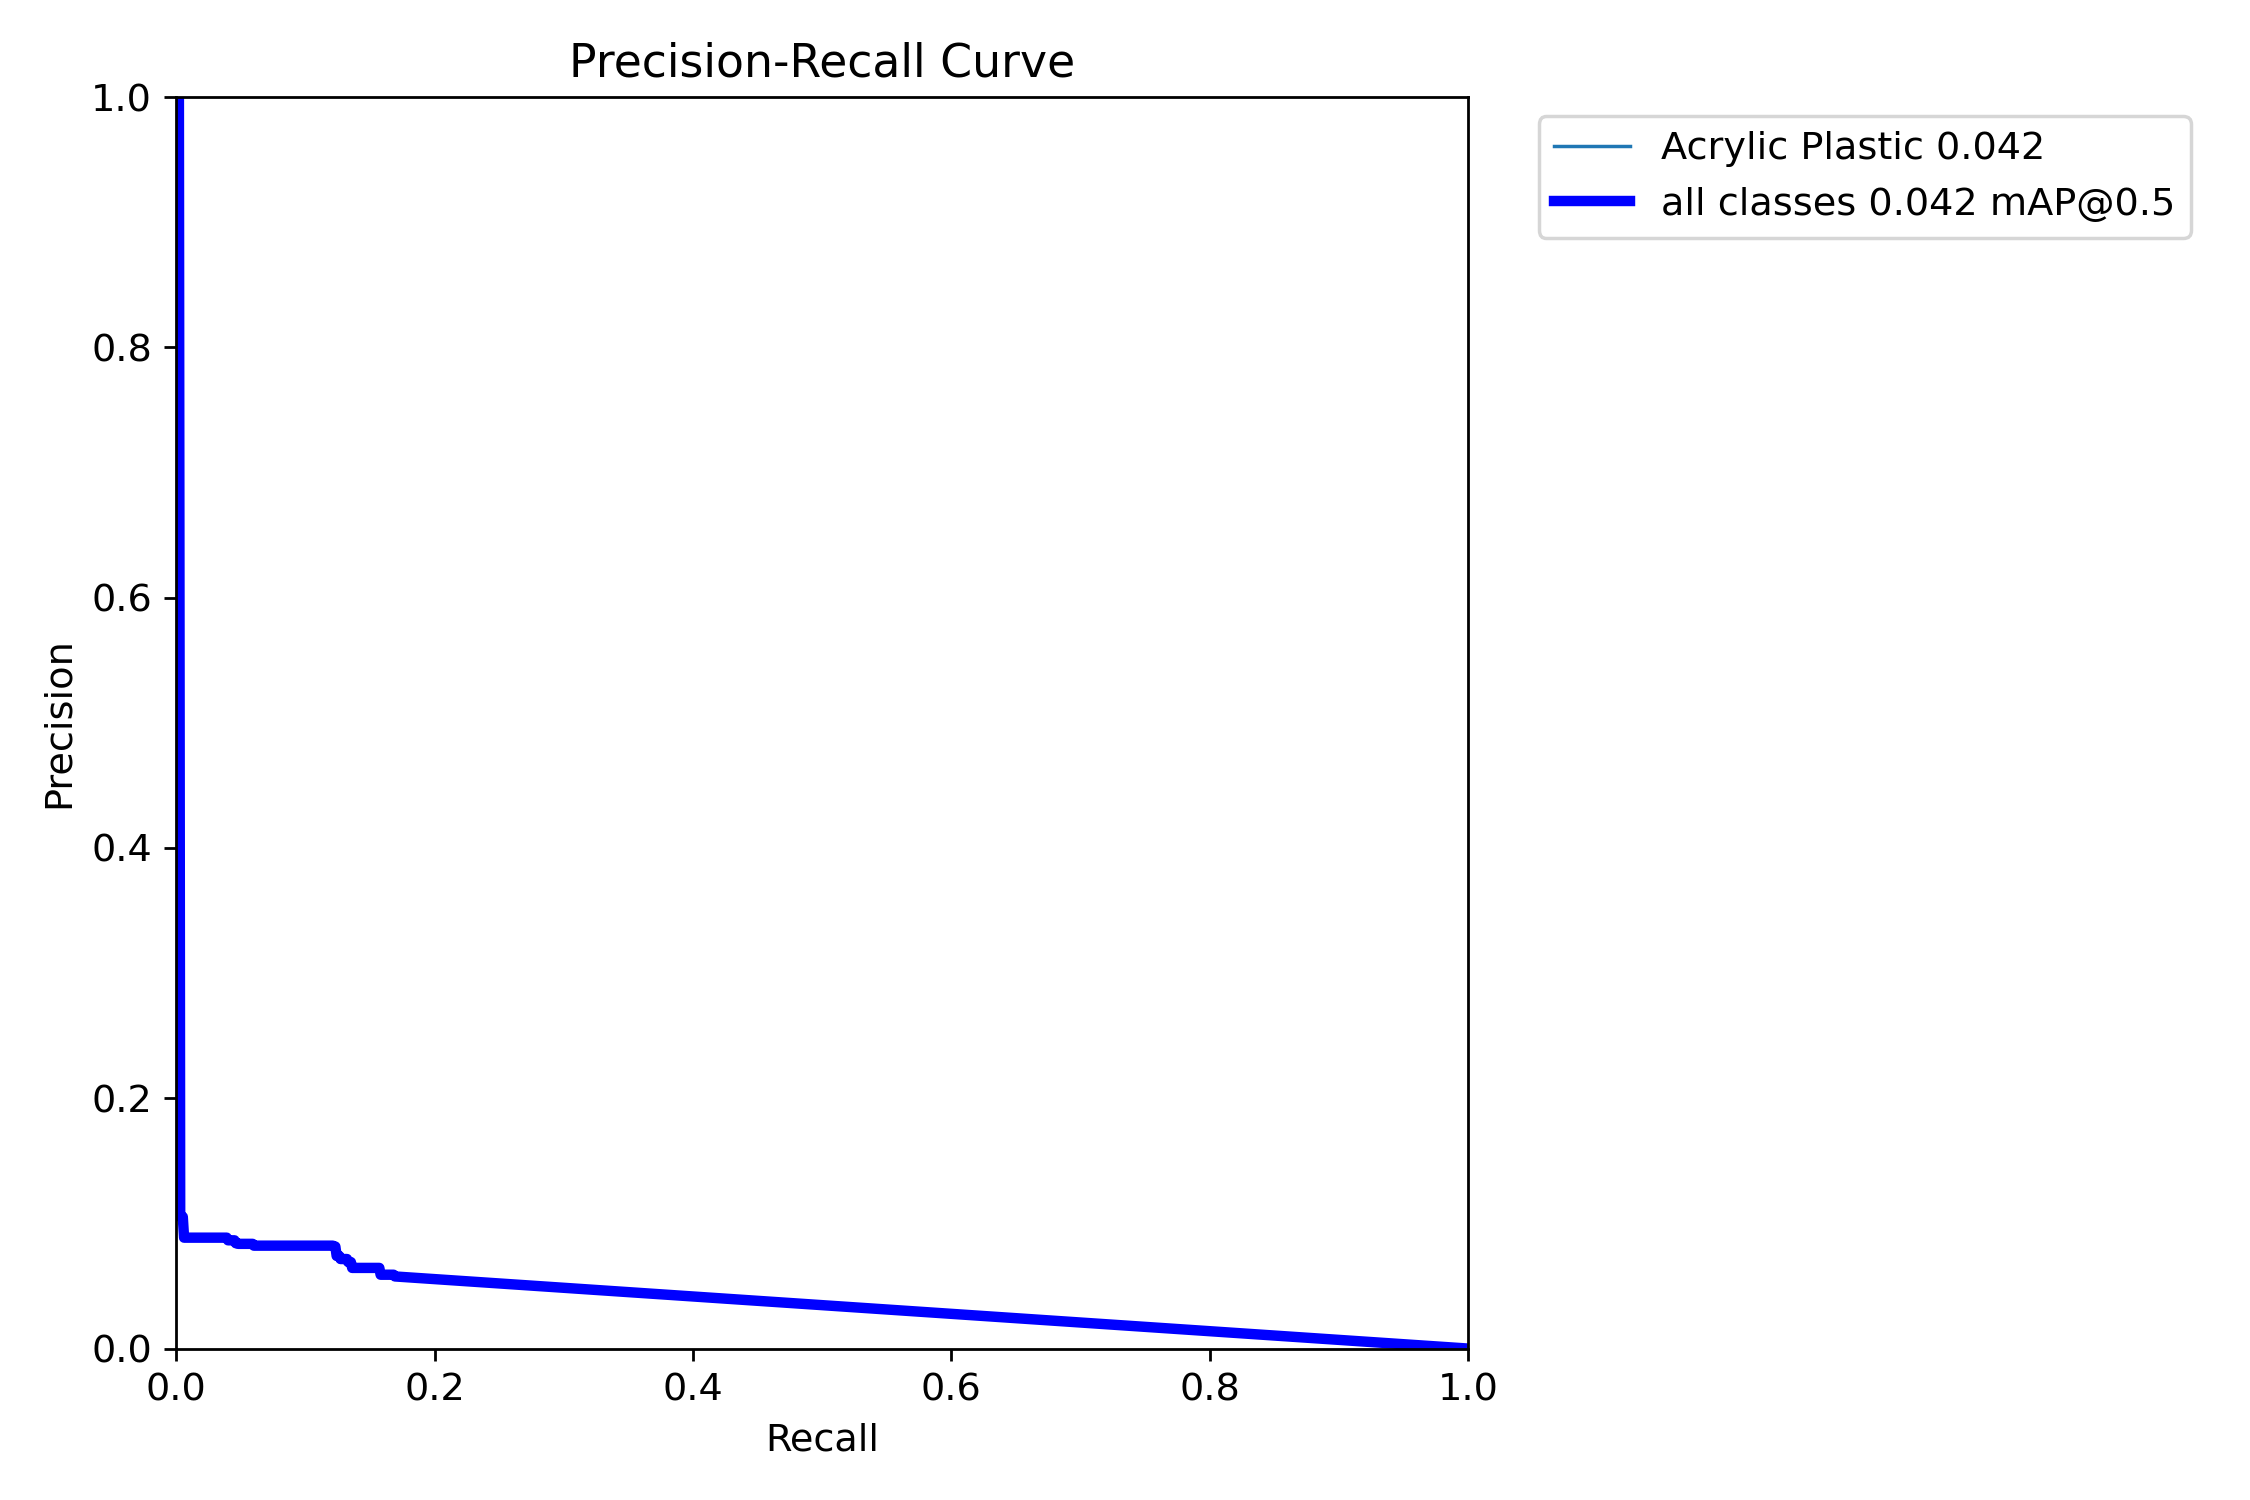 Precision-Recall Curve
1.0
0.8
0.6
0.4
0.2
0.0
Precision
0.0 0.2 0.4 0.6 0.8 1.0
Recall
Acrylic Plastic 0.042
all classes 0.042 mAP@0.5